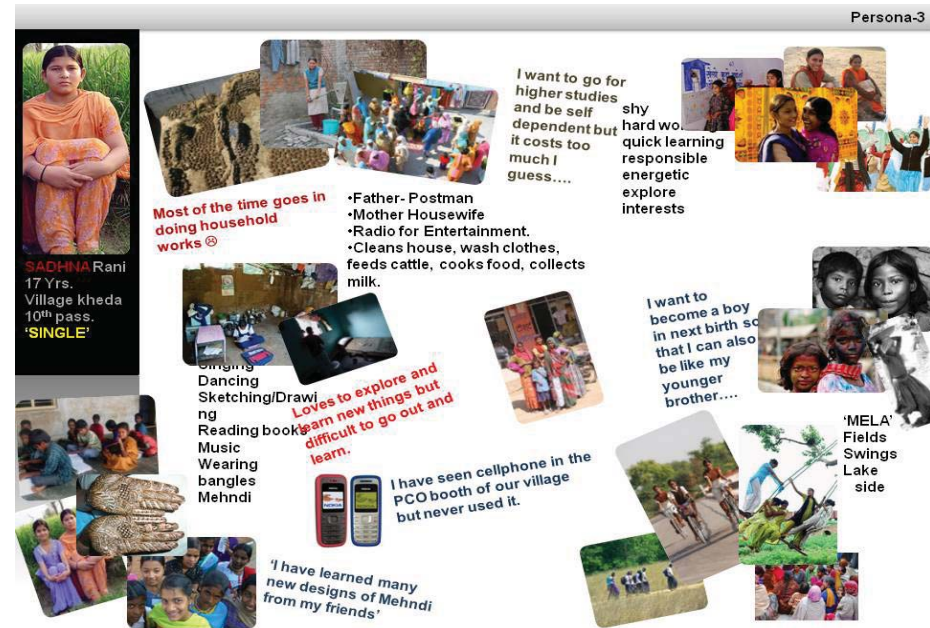 Persona-3
SADHNA Rani
17 Yrs.
Village kheda
10th pass.
‘SINGLE’
Most of the time goes in
doing household
works ☹
•Father- Postman
•Mother Housewife
•Radio for Entertainment.
•Cleans house, wash clothes,
feeds cattle, cooks food, collects
milk.
I want to go for
higher studies
and be self
dependent but
it costs too
much I
guess….
shy
hard
quick learning
responsible
energetic
explore
interests
Singing
Dancing
Sketching/Drawi
ng
Reading books
Music
Wearing
bangles
Mehndi
Loves to explore and
learn new things but
difficult to go out and
learn.
I have seen cellphone in the
PCO booth of our village
but never used it.
‘I have learned many
new designs of Mehndi
from my friends’
I want to
become a boy
in next birth so
that I can also
be like my
younger
brother….
‘MELA’
Fields
Swings
Lake
side